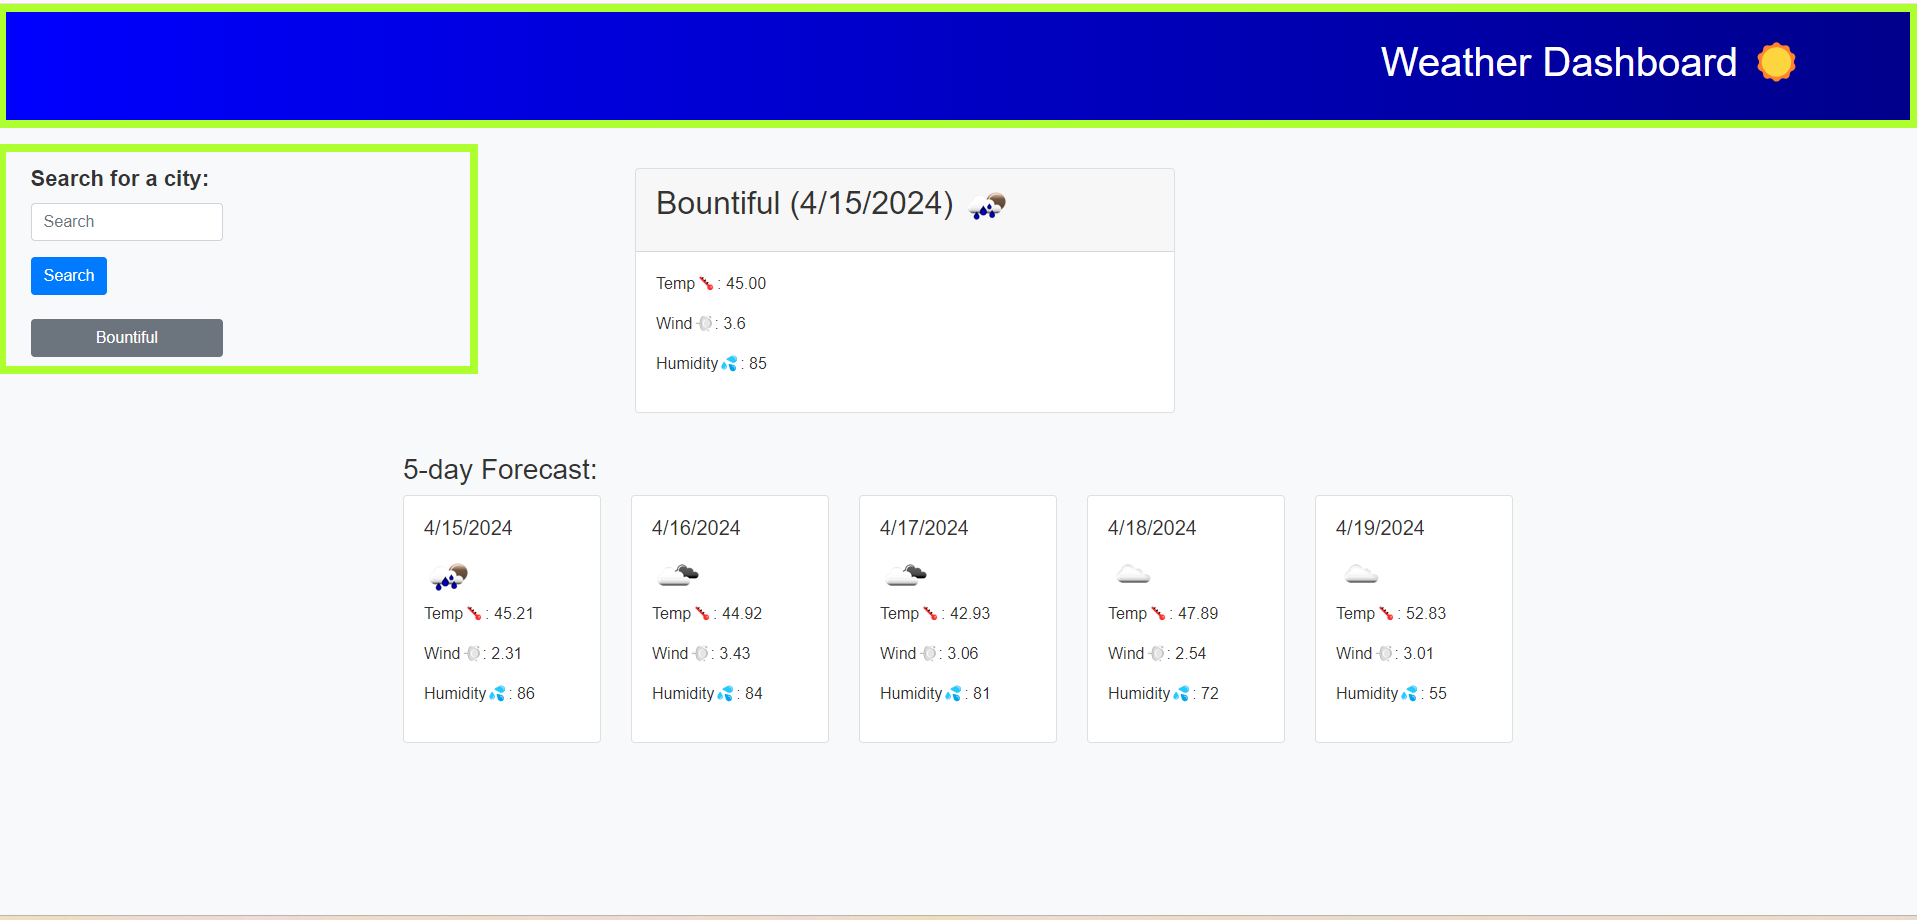 Weather Dashboard
Search for a city:
Search
Search
Bountiful
Bountiful (4/15/2024)
Temp : 45.00
Wind : 3.6
Humidity : 85
5-day Forecast:
4/15/2024
Temp : 45.21
Wind : 2.31
Humidity : 86
4/16/2024
Temp : 44.92
Wind : 3.43
Humidity : 84
4/17/2024
Temp : 42.93
Wind : 3.06
Humidity : 81
4/18/2024
Temp : 47.89
Wind : 2.54
Humidity : 72
4/19/2024
Temp : 52.83
Wind : 3.01
Humidity : 55